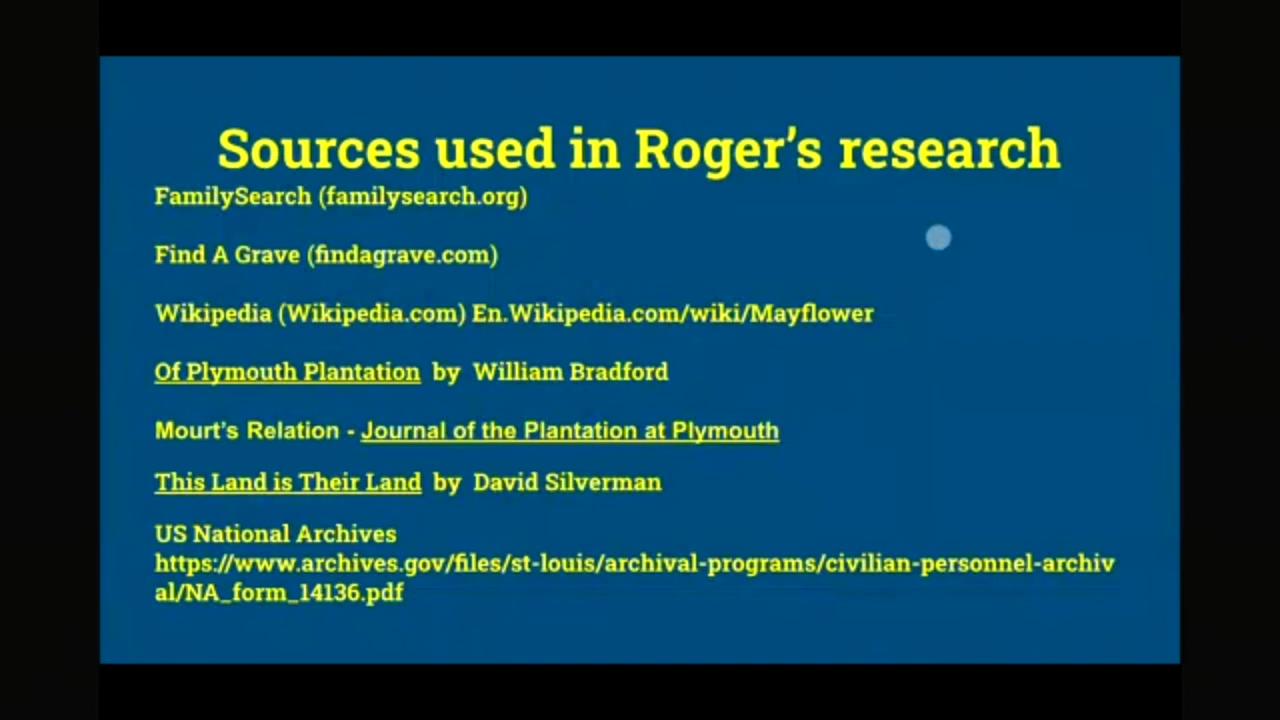 Sources used in Roger’s research
FamilySearch (familysearch.org)
Find A Grave (findagrave.com)
Wikipedia (Wikipedia.com) En.Wikipedia.com/wiki/Mayflower
Of Plymouth Plantation by William Bradford
Mourt's Relation - Journal of the Plantation at Plymouth
This Land is Their Land by David Silverman
US National Archives
https://www.archives.gov/files/st-louis/archival-programs/civilian-personnel-archiv
al/NA_form_14136.pdf